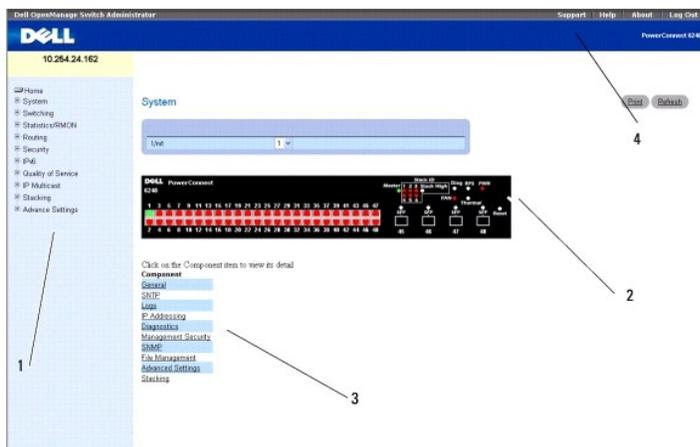 Dell OpenManage Switch Administrator
Support Help About Log Out
DELL
PowerConnect 6248
10.254.24.162
Home
System
Switching
Statistics/RMON
Routing
Security
IPv6
Quality of Service
IP Multicast
Stacking
Advance Settings
System
Print Refresh
Unit 1
DELL PowerConnect
6248
Stack ID
Master 1 2 3 Stack High Diag RPS PWR
4 5 6 FAN Thermal
1 3 5 7 9 11 13 15 17 19 21 23 25 27 29 31 33 35 37 39 41 43 45 47
SFP SFP SFP SFP Reset
2 4 6 8 10 12 14 16 18 20 22 24 26 28 30 32 34 36 38 40 42 44 46 48
45 46 47 48
Click on the Component item to view its detail
Component
General
SNTP
Logs
IP Addressing
Diagnostics
Management Security
SNMP
File Management
Advanced Settings
Stacking
1
2
3
4